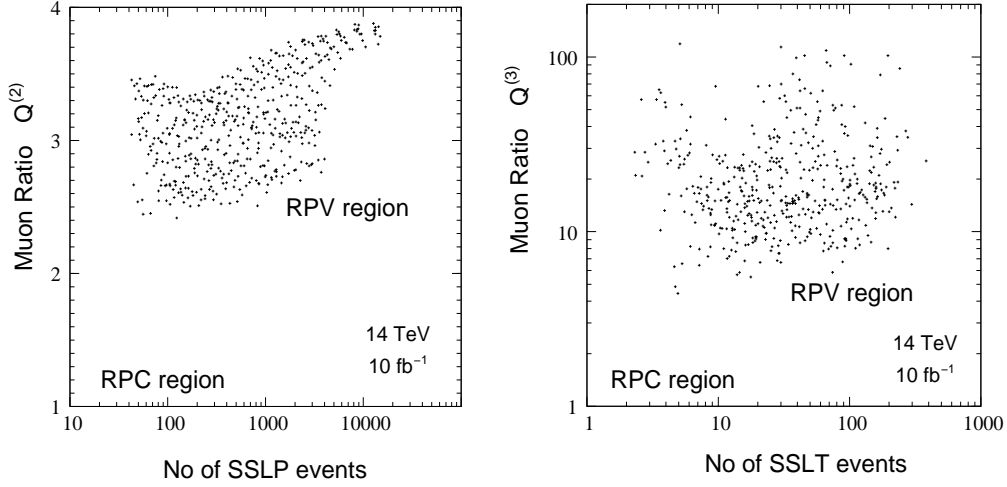 4
3
2
1
Muon Ratio Q^(2)
RPV region
14 TeV
10 fb⁻¹
RPC region
10 100 1000 10000
No of SSLP events
100
10
1
Muon Ratio Q^(3)
RPV region
14 TeV
10 fb⁻¹
RPC region
1 10 100 1000
No of SSLT events